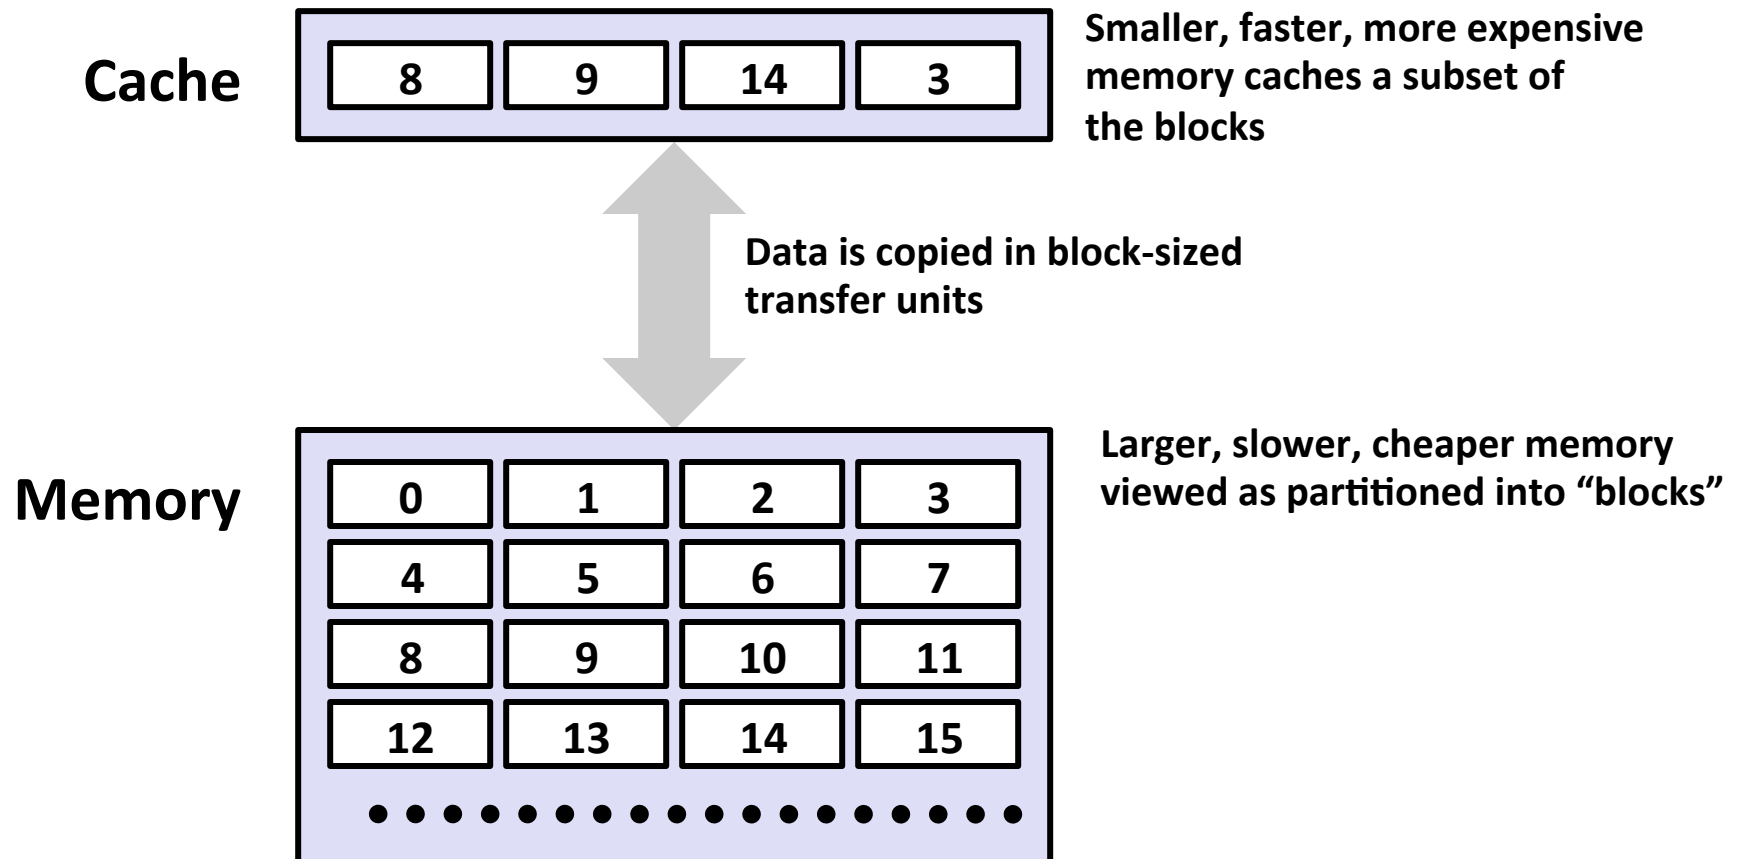 Cache
8 9 14 3
Smaller, faster, more expensive
memory caches a subset of
the blocks
Data is copied in block-sized
transfer units
Memory
0 1 2 3
4 5 6 7
8 9 10 11
12 13 14 15
Larger, slower, cheaper memory
viewed as partitioned into “blocks”